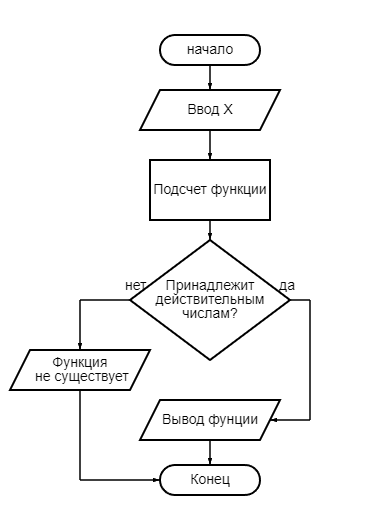 начало
Ввод X
Подсчет функции
нет
Принадлежит
да
действительным
числам?
Функция
не существует
Вывод фунции
Конец